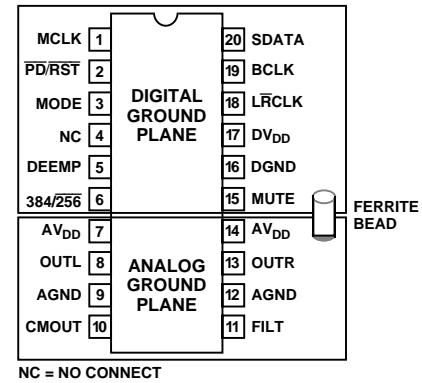 MCLK 1
20 SDATA
PD/RST 2
19 BCLK
MODE 3
18 LRCLK
NC 4
17 DVDD
DEEMP 5
16 DGND
384/256 6
15 MUTE
DIGITAL
GROUND
PLANE
FERRITE
BEAD
AVDD 7
14 AVDD
OUTL 8
13 OUTR
AGND 9
12 AGND
CMOUT 10
11 FILT
ANALOG
GROUND
PLANE
NC = NO CONNECT